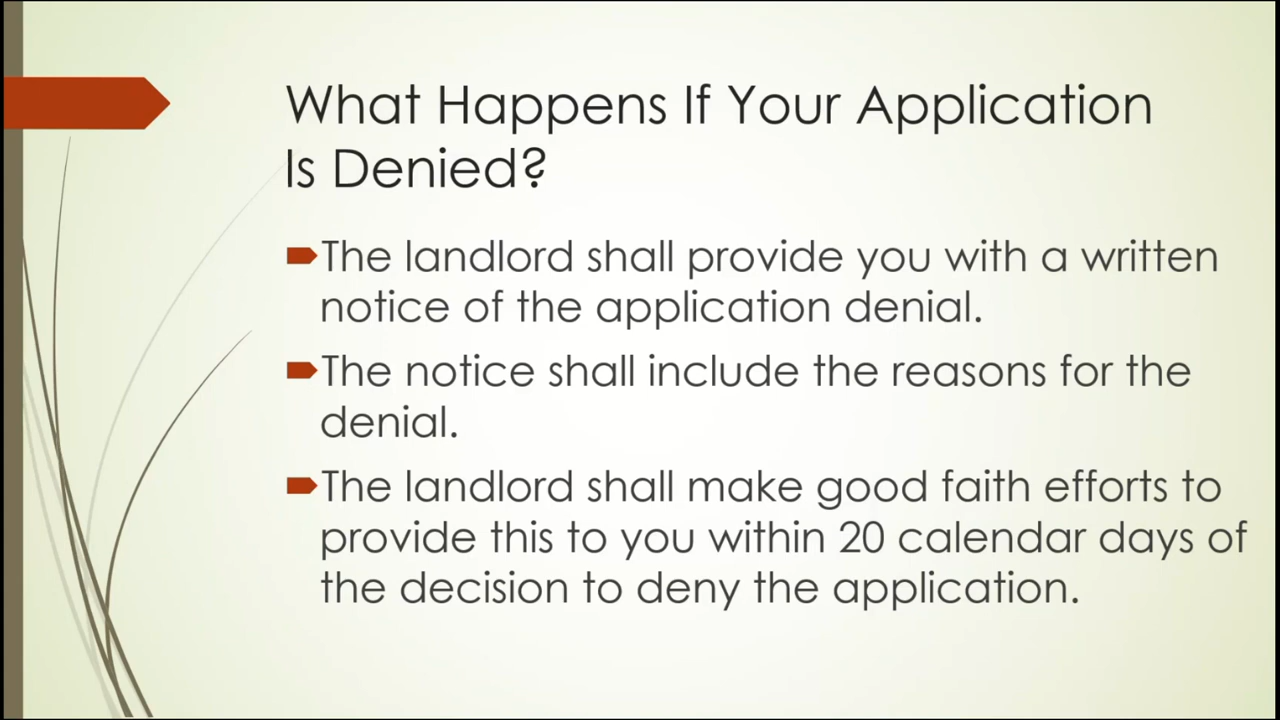 What Happens If Your Application
Is Denied?
The landlord shall provide you with a written
notice of the application denial.
The notice shall include the reasons for the
denial.
The landlord shall make good faith efforts to
provide this to you within 20 calendar days of
the decision to deny the application.